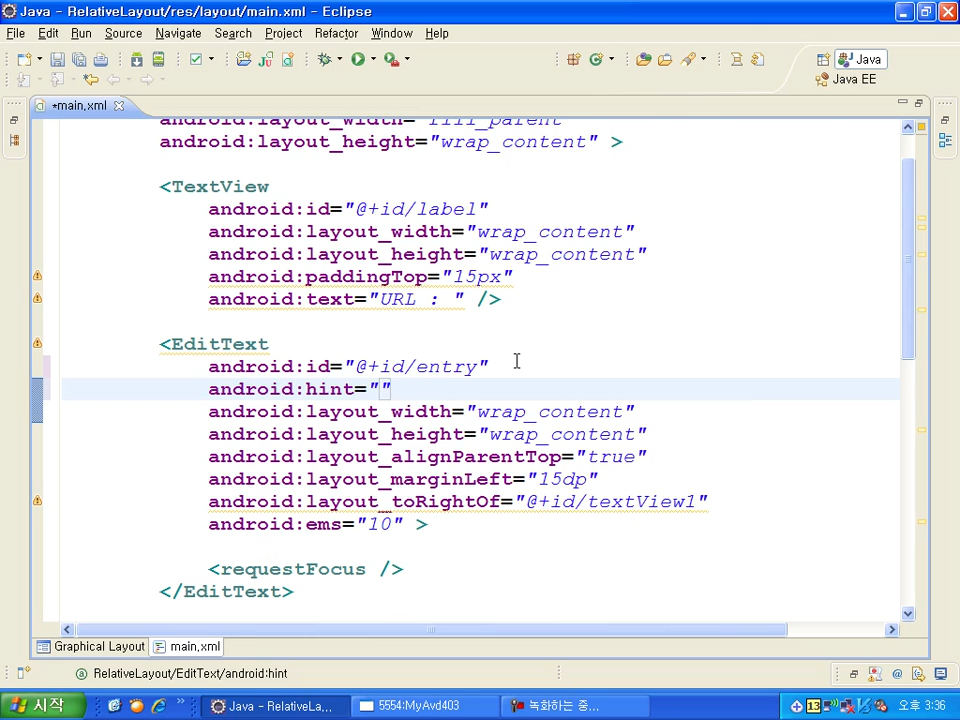 Java - RelativeLayout/res/layout/main.xml - Eclipse
File Edit Run Source Navigate Search Project Refactor Window Help
Java
Java EE
*main.xml
android:layout_width="fill_parent"
android:layout_height="wrap_content" >
<TextView
android:id="@+id/label"
android:layout_width="wrap_content"
android:layout_height="wrap_content"
android:paddingTop="15px"
android:text="URL : " />
<EditText
android:id="@+id/entry"
android:hint=""
android:layout_width="wrap_content"
android:layout_height="wrap_content"
android:layout_alignParentTop="true"
android:layout_marginLeft="15dp"
android:layout_toRightOf="@+id/textView1"
android:ems="10" >
<requestFocus />
</EditText>
Graphical Layout main.xml
RelativeLayout/EditText/android:hint
시작 Java - RelativeLa... 5554:MyAvd403 녹화하는 중... 13 오후 3:36